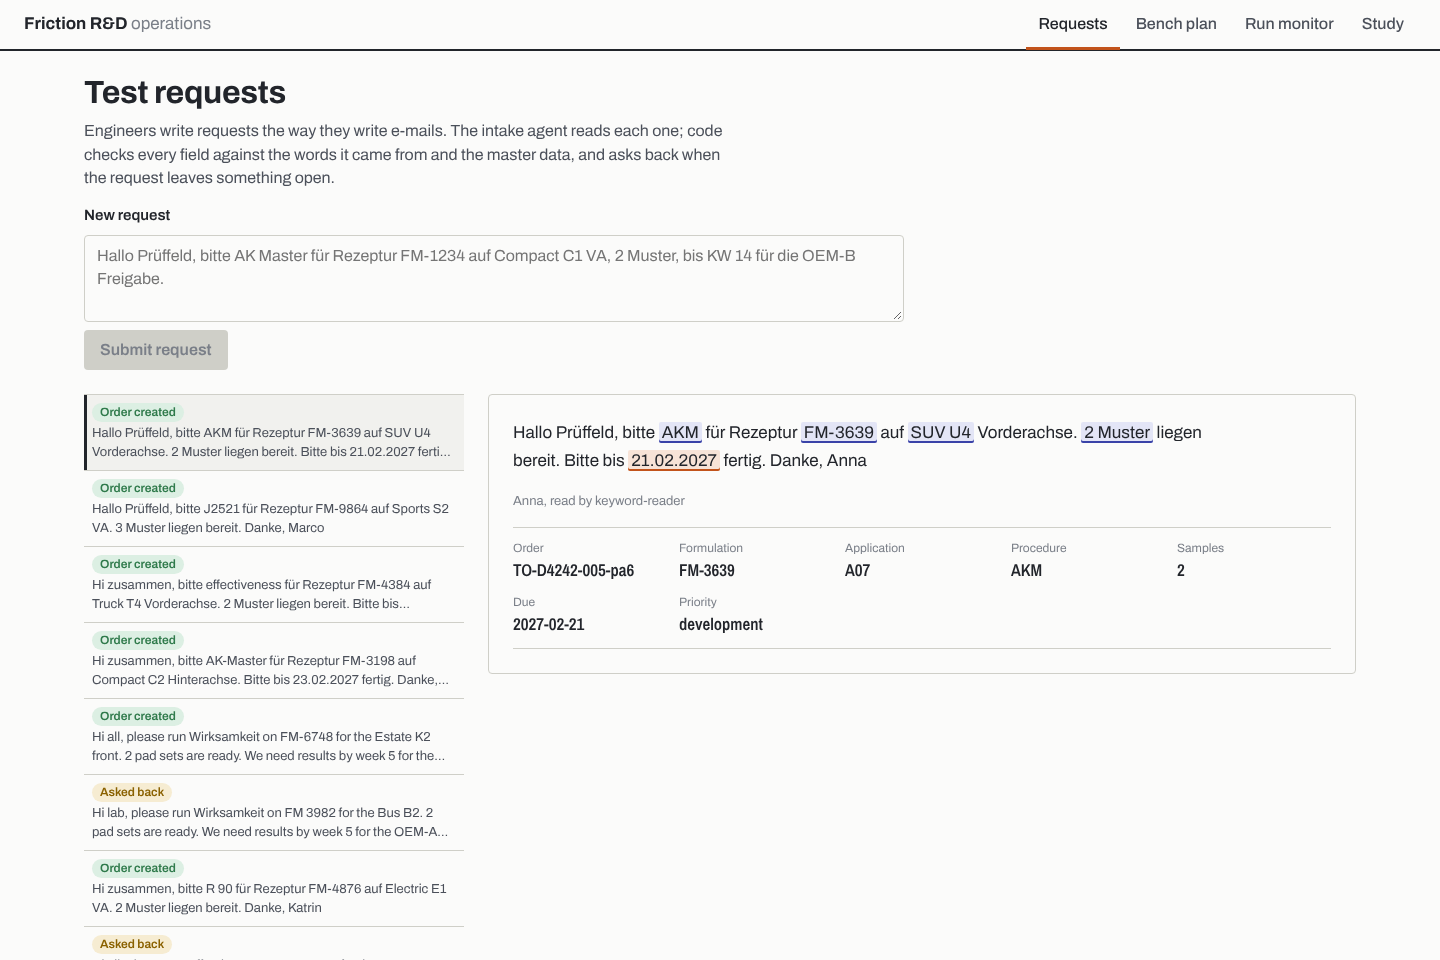 Friction R&D operations
Requests
Bench plan
Run monitor
Study
Test requests
Engineers write requests the way they write e-mails. The intake agent reads each one; code
checks every field against the words it came from and the master data, and asks back when
the request leaves something open.
New request
Hallo Prüffeld, bitte AK Master für Rezeptur FM-1234 auf Compact C1 VA, 2 Muster, bis KW 14 für die OEM-B
Freigabe.
Submit request
Order created
Hallo Prüffeld, bitte AKM für Rezeptur FM-3639 auf SUV U4
Vorderachse. 2 Muster liegen bereit. Bitte bis 21.02.2027 ferti...
Order created
Hallo Prüffeld, bitte J2521 für Rezeptur FM-9864 auf Sports S2
VA. 3 Muster liegen bereit. Danke, Marco
Order created
Hi zusammen, bitte effectiveness für Rezeptur FM-4384 auf
Truck T4 Vorderachse. 2 Muster liegen bereit. Bitte bis...
Order created
Hi zusammen, bitte AK-Master für Rezeptur FM-3198 auf
Compact C2 Hinterachse. Bitte bis 23.02.2027 fertig. Danke,...
Order created
Hi all, please run Wirksamkeit on FM-6748 for the Estate K2
front. 2 pad sets are ready. We need results by week 5 for the...
Asked back
Hi lab, please run Wirksamkeit on FM 3982 for the Bus B2. 2
pad sets are ready. We need results by week 5 for the OEM-A...
Order created
Hi zusammen, bitte R 90 für Rezeptur FM-4876 auf Electric E1
VA. 2 Muster liegen bereit. Danke, Katrin
Asked back
Hallo Prüffeld, bitte AKM für Rezeptur FM-3639 auf SUV U4 Vorderachse. 2 Muster liegen
bereit. Bitte bis 21.02.2027 fertig. Danke, Anna
Anna, read by keyword-reader
Order
Formulation
Application
Procedure
Samples
TO-D4242-005-pa6
FM-3639
A07
AKM
2
Due
Priority
2027-02-21
development